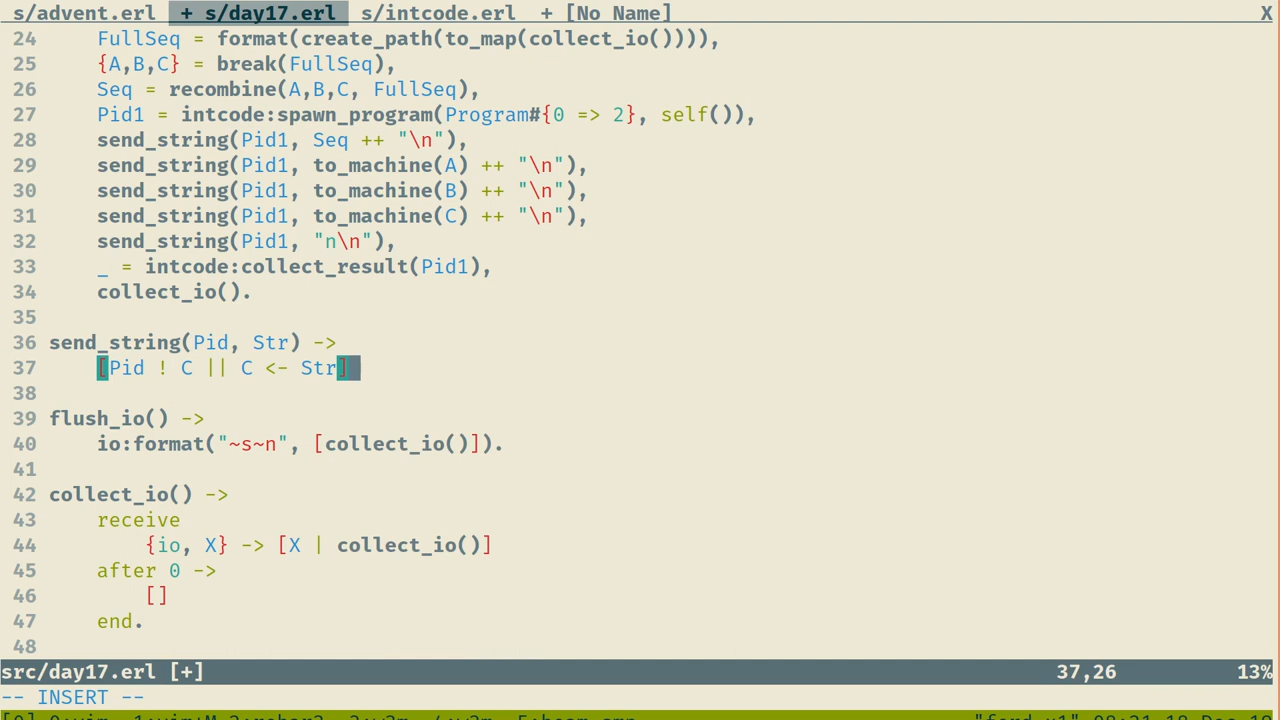 s/advent.erl + s/day17.erl s/intcode.erl + [No Name] X
24 FullSeq = format(create_path(to_map(collect_io()))),
25 {A,B,C} = break(FullSeq),
26 Seq = recombine(A,B,C, FullSeq),
27 Pid1 = intcode:spawn_program(Program#{0 => 2}, self()),
28 send_string(Pid1, Seq ++ "\n"),
29 send_string(Pid1, to_machine(A) ++ "\n"),
30 send_string(Pid1, to_machine(B) ++ "\n"),
31 send_string(Pid1, to_machine(C) ++ "\n"),
32 send_string(Pid1, "n\n"),
33 _ = intcode:collect_result(Pid1),
34 collect_io().
35
36 send_string(Pid, Str) ->
37 [Pid ! C || C <- Str]
38
39 flush_io() ->
40 io:format("~s~n", [collect_io()]).
41
42 collect_io() ->
43 receive
44 {io, X} -> [X | collect_io()]
45 after 0 ->
46 []
47 end.
48
src/day17.erl [+] 37,26 13%
-- INSERT --